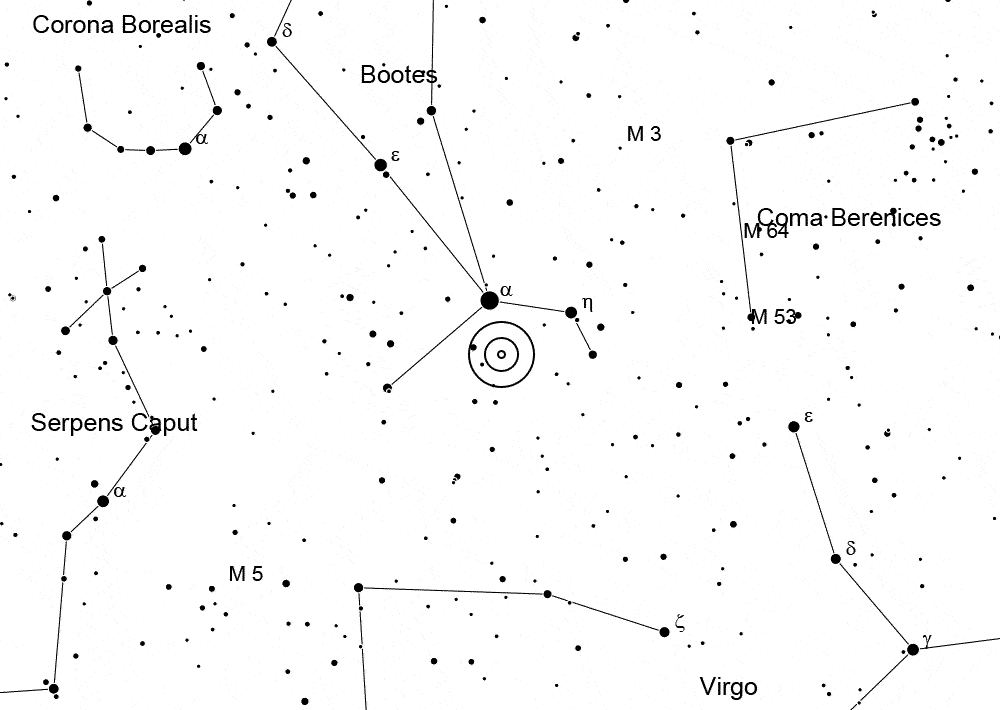 Corona Borealis
δ
Bootes
M 3
α
ε
Coma Berenices
M 64
α
η
M 53
Serpens Caput
ε
α
δ
M 5
ζ
γ
Virgo